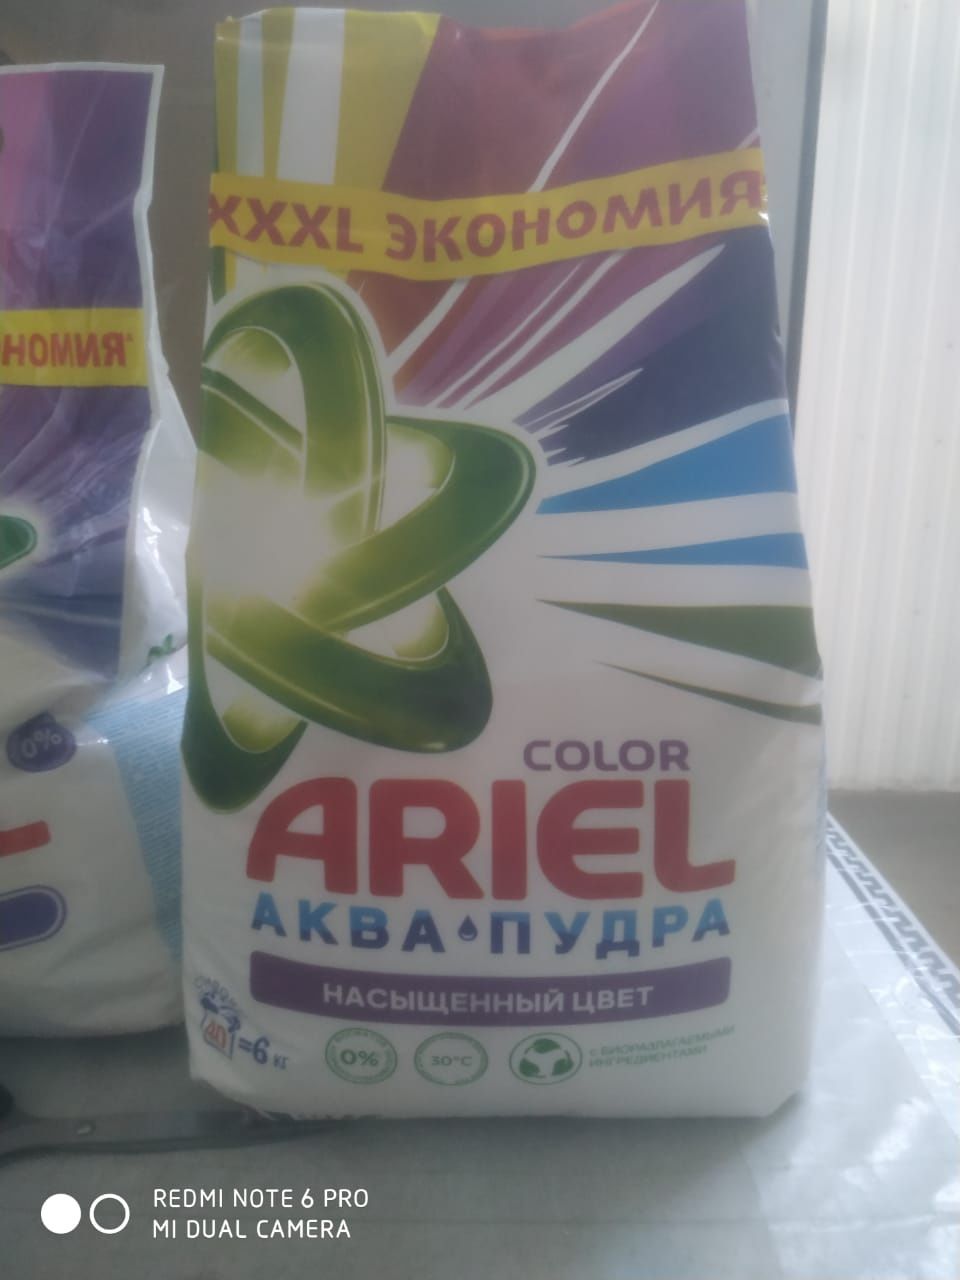 XXXL ЭКОНОМИЯ
НОМИЯ*
COLOR
ARIEL
АКВА ПУДРА
НАСЫЩЕННЫЙ ЦВЕТ
0%
40 =6 кг
0%
30°C
с БИОРАЗЛАГАЕМЫМИ
ИНГРЕДИЕНТАМИ
REDMI NOTE 6 PRO
MI DUAL CAMERA